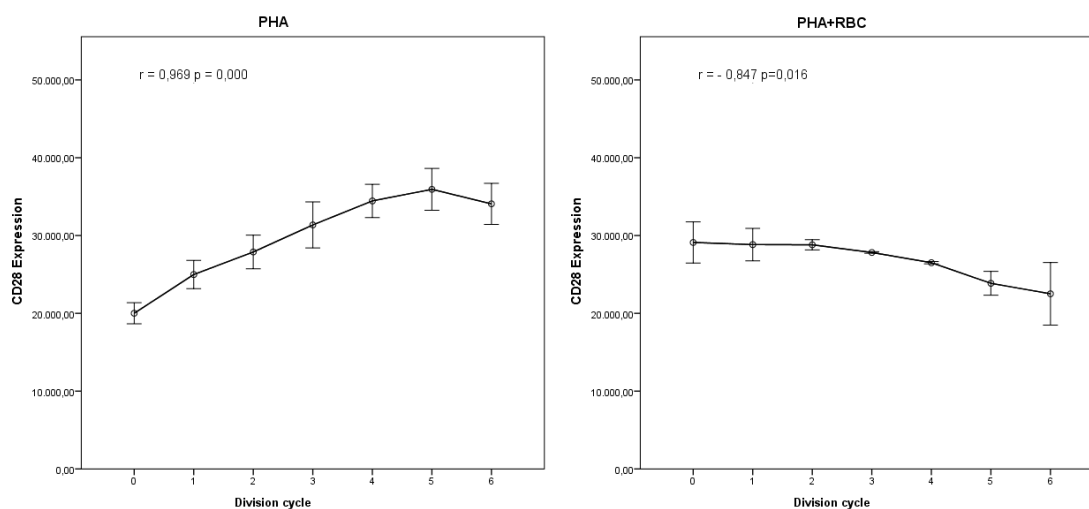 PHA
r = 0,969 p = 0,000
50.000,00
40.000,00
30.000,00
20.000,00
10.000,00
0,00
CD28 Expression
0 1 2 3 4 5 6
Division cycle
PHA+RBC
r = - 0,847 p=0,016
50.000,00
40.000,00
30.000,00
20.000,00
10.000,00
0,00
CD28 Expression
0 1 2 3 4 5 6
Division cycle